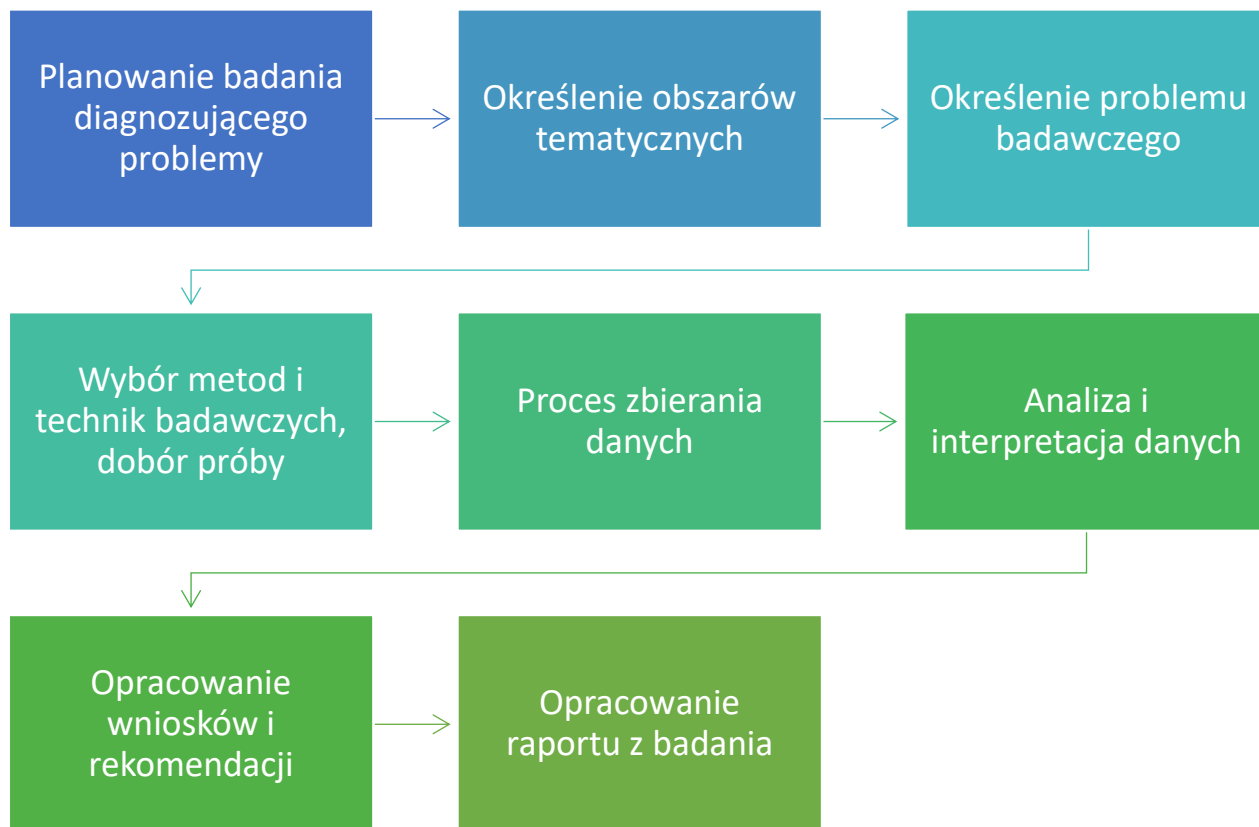 Planowanie badania
diagnozującego
problemy
Określenie obszarów
tematycznych
Określenie problemu
badawczego
Wybór metod i
technik badawczych,
dobór próby
Proces zbierania
danych
Analiza i
interpretacja danych
Opracowanie
wniosków i
rekomendacji
Opracowanie
raportu z badania